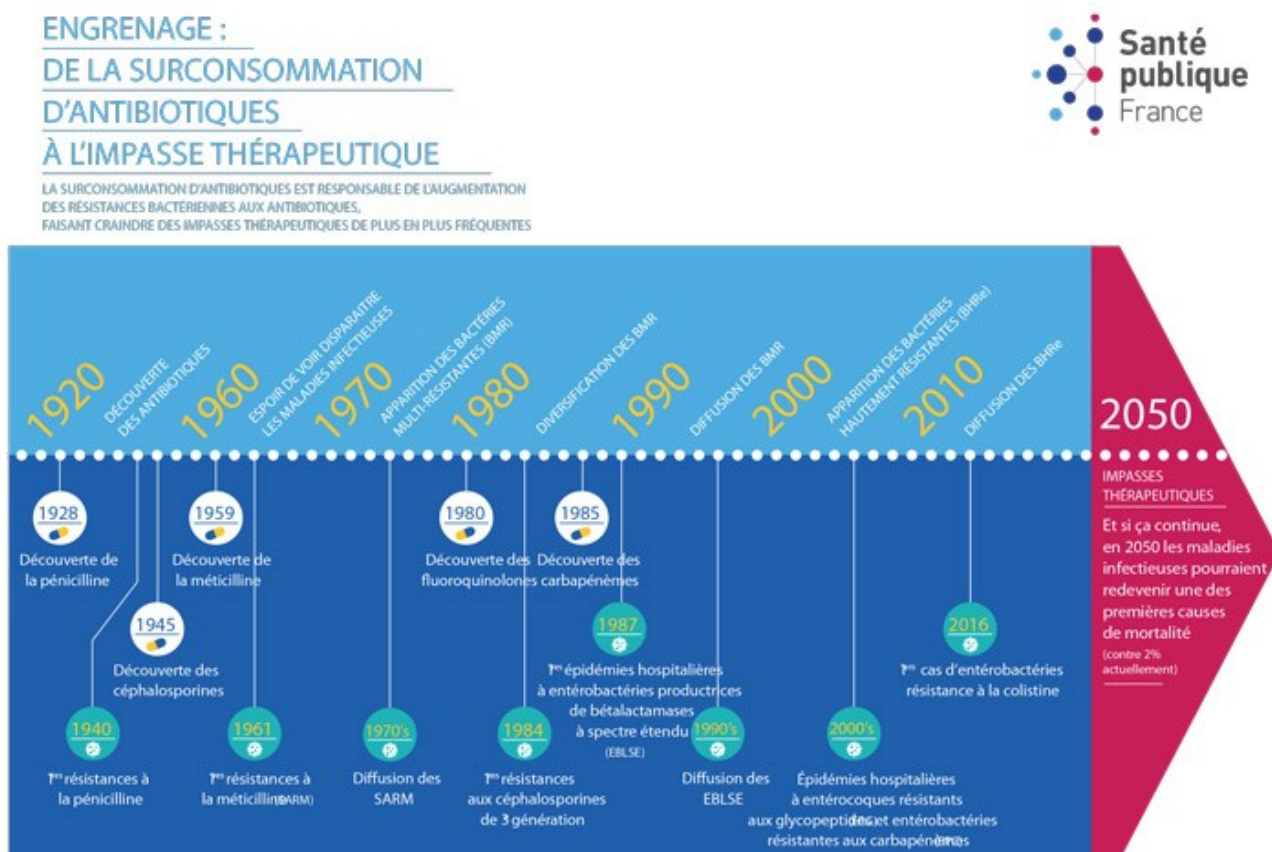 ENGRENAGE :
DE LA SURCONSOMMATION
D'ANTIBIOTIQUES
À L'IMPASSE THÉRAPEUTIQUE
LA SURCONSOMMATION D'ANTIBIOTIQUES EST RESPONSABLE DE L'AUGMENTATION
DES RÉSISTANCES BACTÉRIENNES AUX ANTIBIOTIQUES,
FAISANT CRAINDRE DES IMPASSES THÉRAPEUTIQUES DE PLUS EN PLUS FRÉQUENTES
Santé
publique
France
1920
DÉCOUVERTE
DES ANTIBIOTIQUES
1960
ESPOIR DE VOIR DISPARAITRE
LES MALADIES INFECTIEUSES
1970
APPARITION DES BACTÉRIES
MULTI-RÉSISTANTES (BMR)
1980
DIVERSIFICATION DES BMR
1990
DIFFUSION DES BMR
2000
APPARITION DES BACTÉRIES
HAUTEMENT RÉSISTANTES (BHRe)
2010
DIFFUSION DES BHRe
2050
IMPASSES
THÉRAPEUTIQUES
Et si ça continue,
en 2050 les maladies
infectieuses pourraient
redevenir une des
premières causes
de mortalité
(contre 2%
actuellement)
1928
Découverte de
la pénicilline
1959
Découverte de
la méticilline
1980
Découverte des
fluoroquinolones
1985
Découverte des
carbapénèmes
1945
Découverte des
céphalosporines
1987
1res épidémies hospitalières
à entérobactéries productrices
de bétalactamases
à spectre étendu
(EBLSE)
2016
1ers cas d'entérobactéries
résistance à la colistine
1940
1res résistances à
la pénicilline
1961
1res résistances à
la méticilline (SARM)
1970's
Diffusion des
SARM
1984
1res résistances
aux céphalosporines
de 3 génération
1990's
Diffusion des
EBLSE
2000's
Épidémies hospitalières
à entérocoques résistants
aux glycopeptides et entérobactéries
résistantes aux carbapénèmes